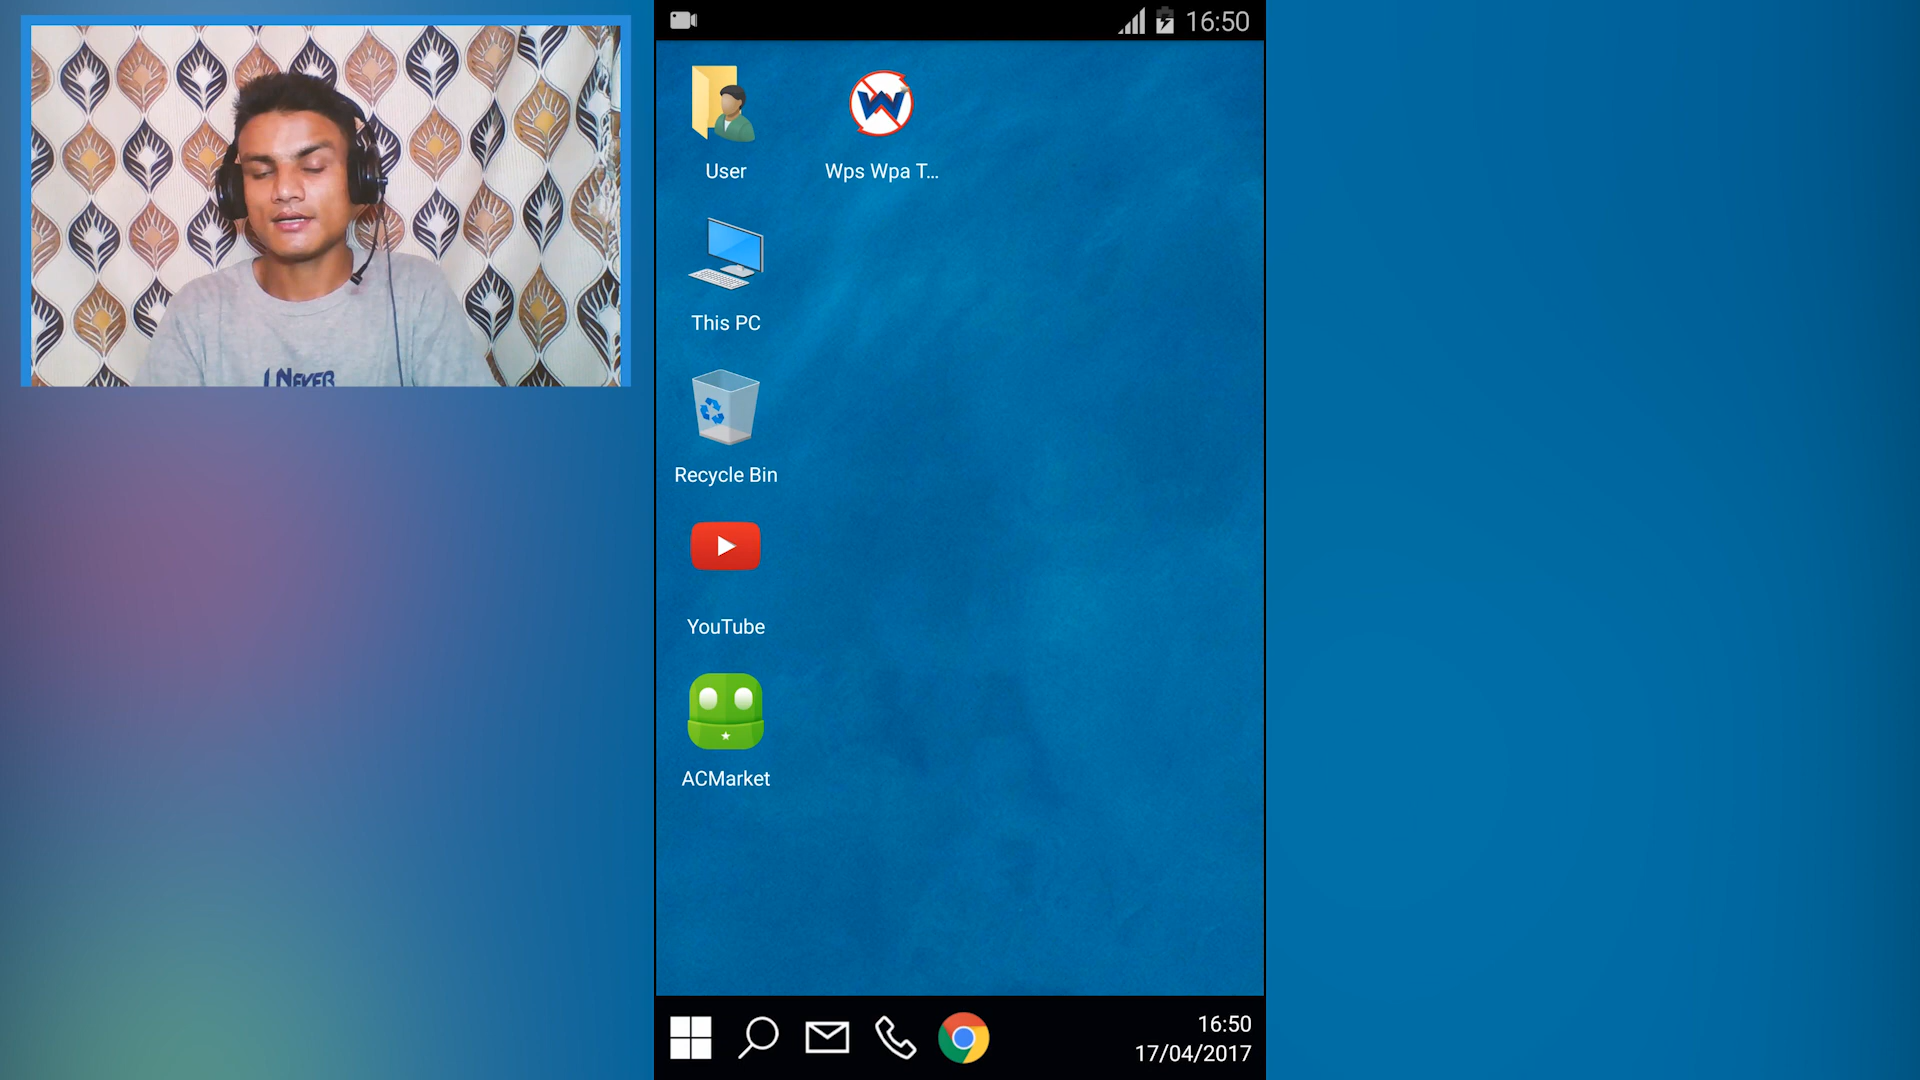 16:50
User
Wps Wpa T...
This PC
Recycle Bin
YouTube
ACMarket
I NEVER
16:50
17/04/2017